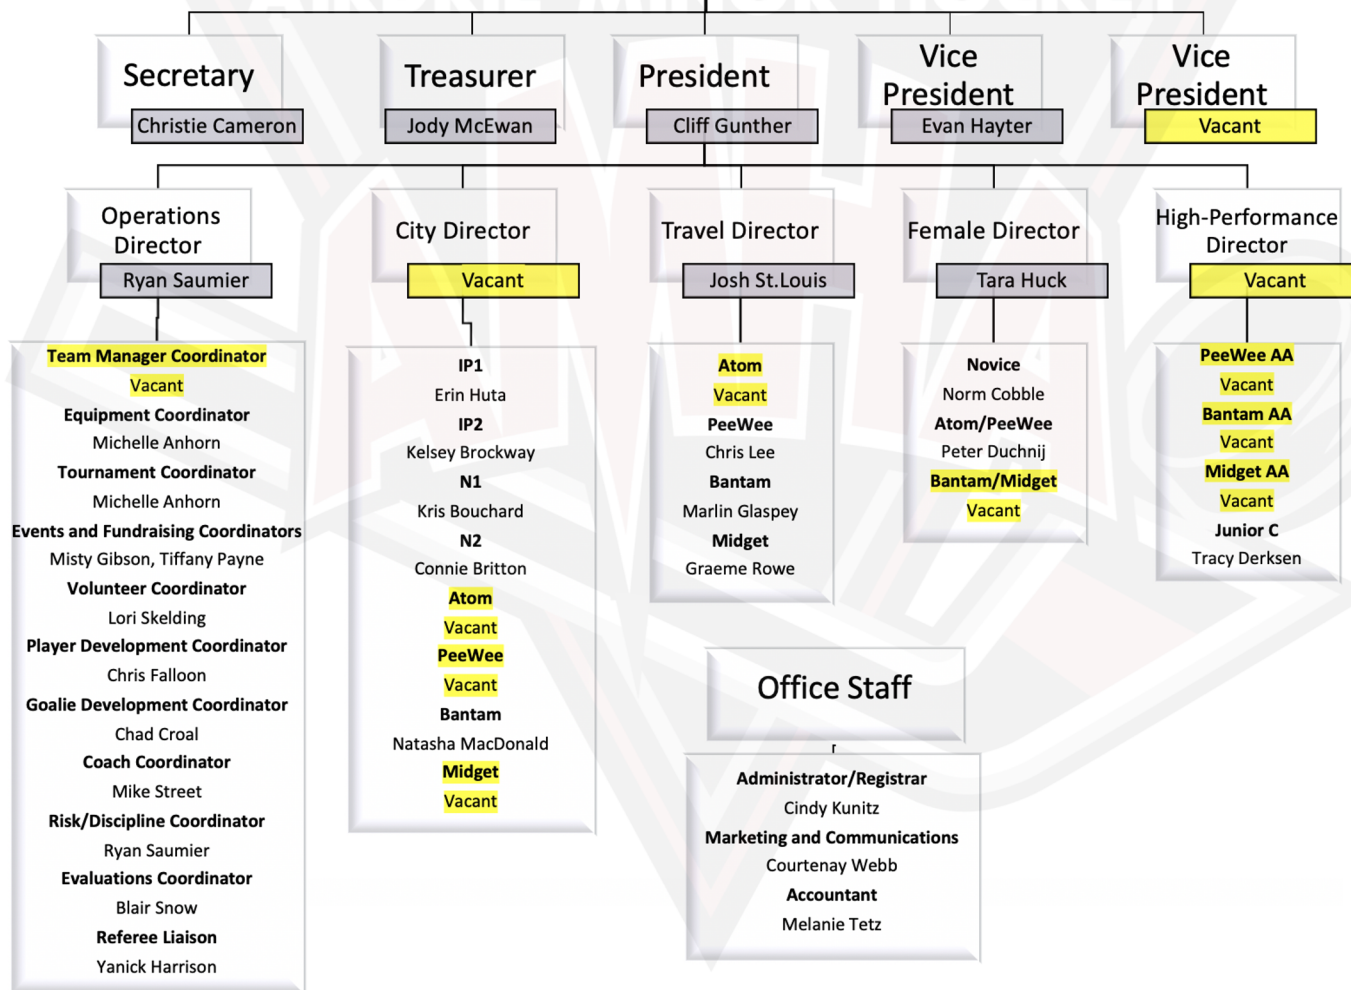 Secretary
Christie Cameron
Treasurer
Jody McEwan
President
Cliff Gunther
Vice
President
Evan Hayter
Vice
President
Vacant
Operations
Director
Ryan Saumier
City Director
Vacant
Travel Director
Josh St.Louis
Female Director
Tara Huck
High-Performance
Director
Vacant
Team Manager Coordinator
Vacant
Equipment Coordinator
Michelle Anhorn
Tournament Coordinator
Michelle Anhorn
Events and Fundraising Coordinators
Misty Gibson, Tiffany Payne
Volunteer Coordinator
Lori Skelding
Player Development Coordinator
Chris Falloon
Goalie Development Coordinator
Chad Croal
Coach Coordinator
Mike Street
Risk/Discipline Coordinator
Ryan Saumier
Evaluations Coordinator
Blair Snow
Referee Liaison
Yanick Harrison
IP1
Erin Huta
IP2
Kelsey Brockway
N1
Kris Bouchard
N2
Connie Britton
Atom
Vacant
PeeWee
Vacant
Bantam
Natasha MacDonald
Midget
Vacant
Atom
Vacant
PeeWee
Chris Lee
Bantam
Marlin Glaspey
Midget
Graeme Rowe
Novice
Norm Cobble
Atom/PeeWee
Peter Duchnij
Bantam/Midget
Vacant
PeeWee AA
Vacant
Bantam AA
Vacant
Midget AA
Vacant
Junior C
Tracy Derksen
Office Staff
Administrator/Registrar
Cindy Kunitz
Marketing and Communications
Courtenay Webb
Accountant
Melanie Tetz
AMHA